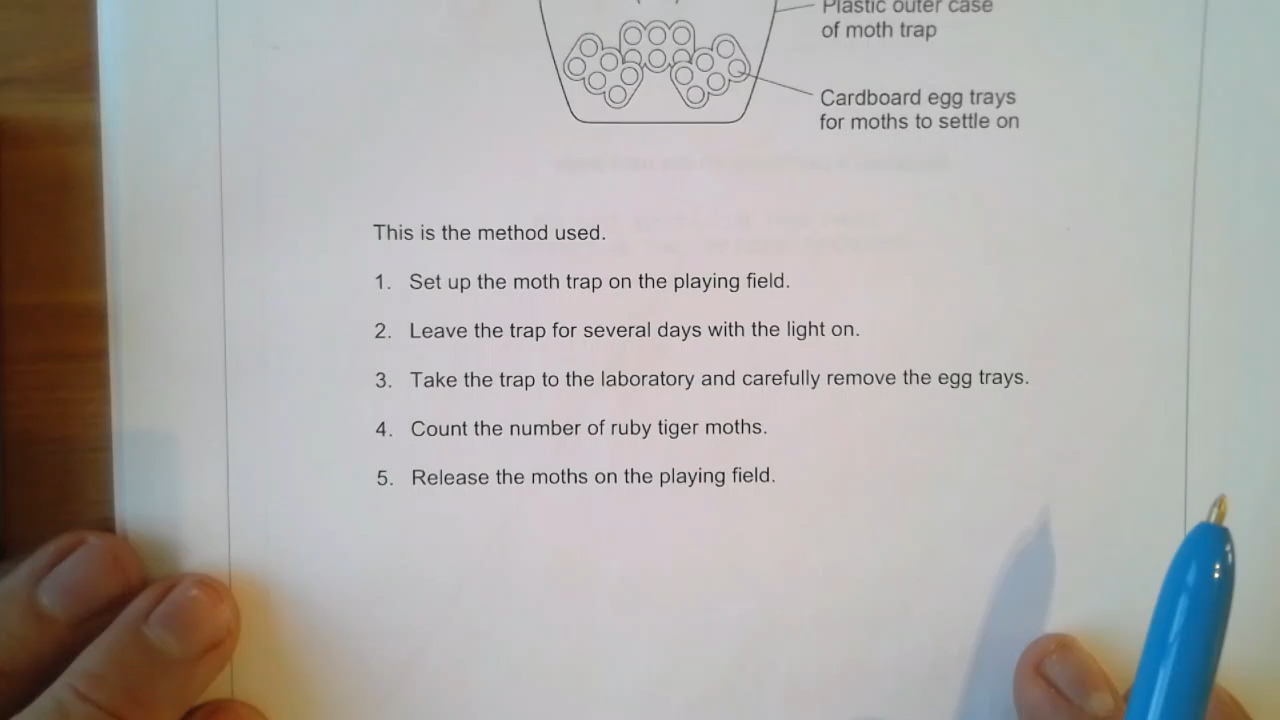 Plastic outer case
of moth trap
Cardboard egg trays
for moths to settle on
This is the method used.
1. Set up the moth trap on the playing field.
2. Leave the trap for several days with the light on.
3. Take the trap to the laboratory and carefully remove the egg trays.
4. Count the number of ruby tiger moths.
5. Release the moths on the playing field.